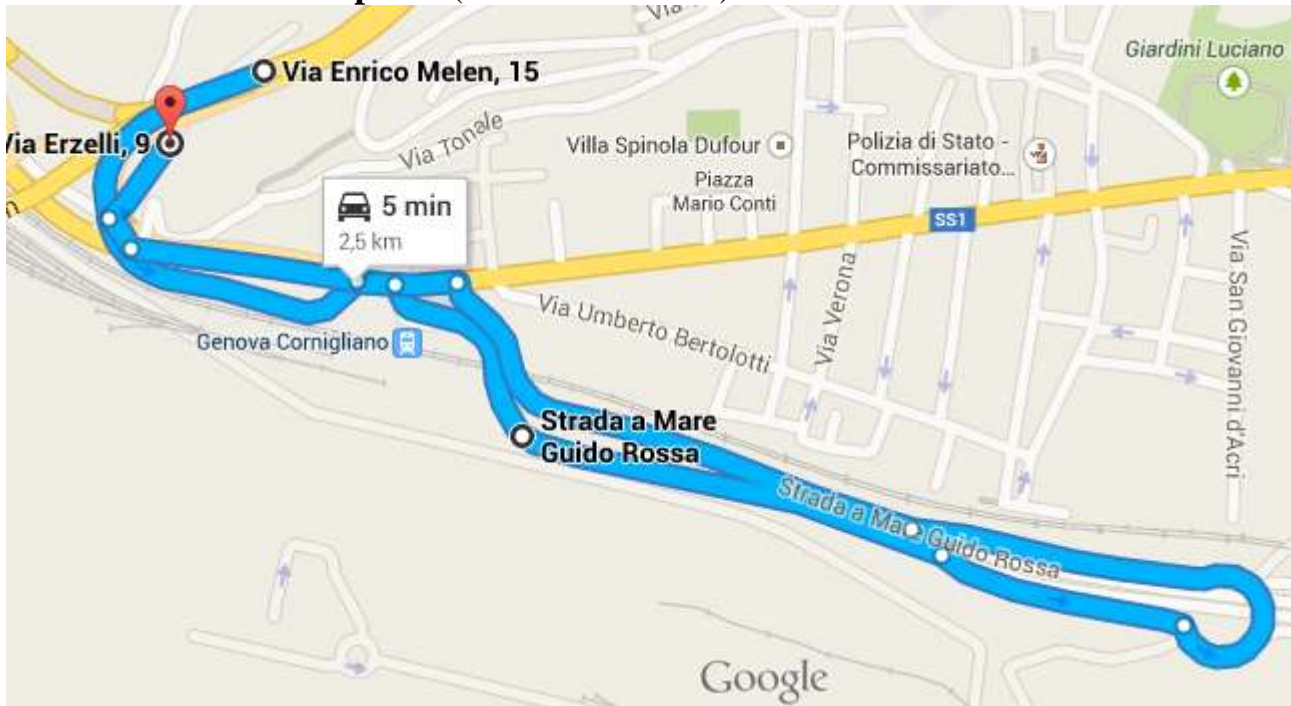 Giardini Luciano
Via Enrico Melen, 15
Via Erzelli, 9
Via Tonale
Villa Spinola Dufour
Piazza
Mario Conti
Polizia di Stato -
Commissariato...
5 min
2,5 km
SS1
Via Umberto Bertolotti
Via Verona
Via San Giovanni d'Acri
Genova Cornigliano
Strada a Mare
Guido Rossa
Strada a Mare Guido Rossa
Google